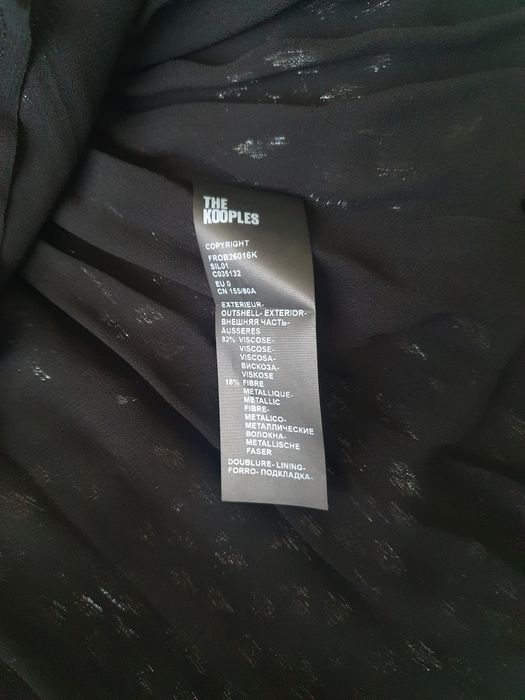 THE
KOOPLES
COPYRIGHT
FROB26016K
SIL01
C035132
EU 0
CN 155/80A
EXTERIEUR-
OUTSHELL- EXTERIOR-
ВНЕШНЯЯ ЧАСТЬ-
ÄUSSERES
82% VISCOSE-
VISCOSE-
VISCOSA-
ВИСКОЗА-
VISKOSE
18% FIBRE
METALLIQUE-
METALLIC
FIBRE-
METALICO-
МЕТАЛЛИЧЕСКИЕ
ВОЛОКНА-
METALLISCHE
FASER
DOUBLURE- LINING-
FORRO- ПОДКЛАДКА-